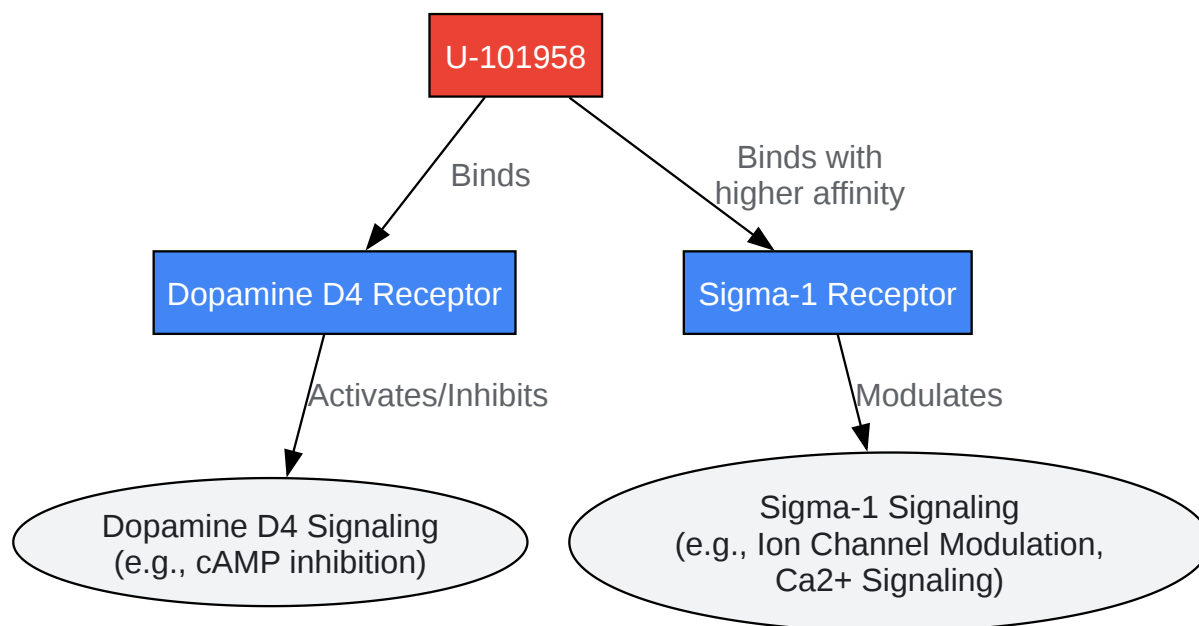 U-101958
Binds
Binds with
higher affinity
Dopamine D4 Receptor
Sigma-1 Receptor
Activates/Inhibits
Modulates
Dopamine D4 Signaling
(e.g., cAMP inhibition)
Sigma-1 Signaling
(e.g., Ion Channel Modulation,
Ca2+ Signaling)